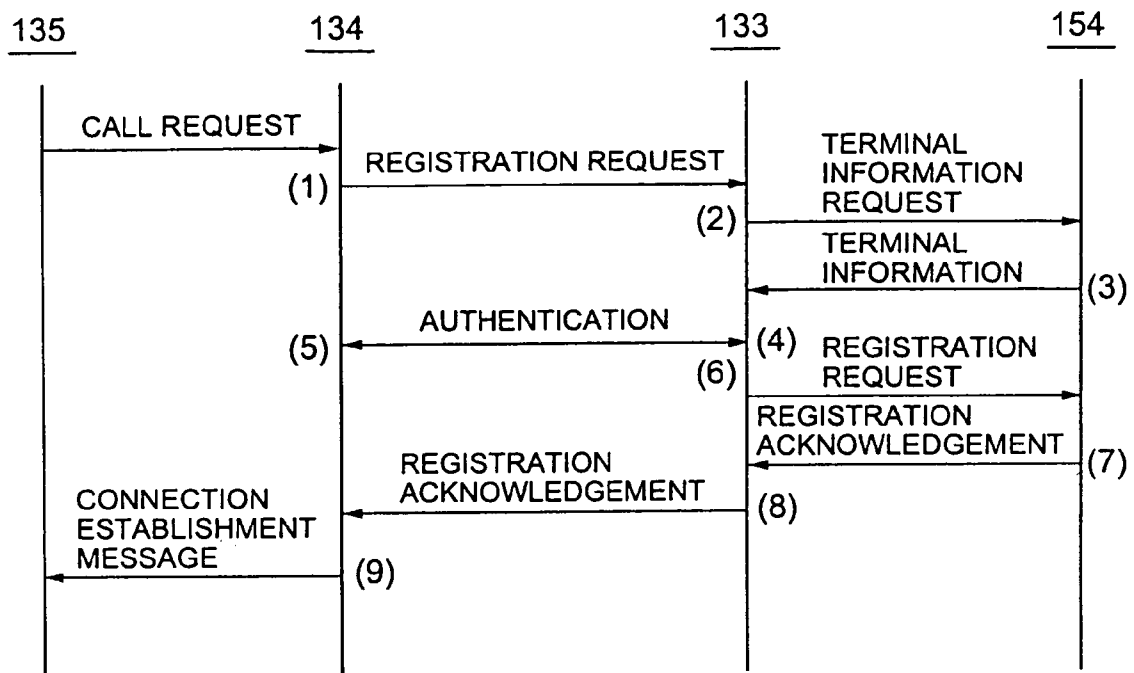 135 134 133 154
CALL REQUEST
(1) REGISTRATION REQUEST
(2) TERMINAL
INFORMATION
REQUEST
TERMINAL
INFORMATION (3)
(5) AUTHENTICATION (4)
(6) REGISTRATION
REQUEST
REGISTRATION
ACKNOWLEDGEMENT (7)
REGISTRATION
ACKNOWLEDGEMENT (8)
CONNECTION
ESTABLISHMENT
MESSAGE (9)